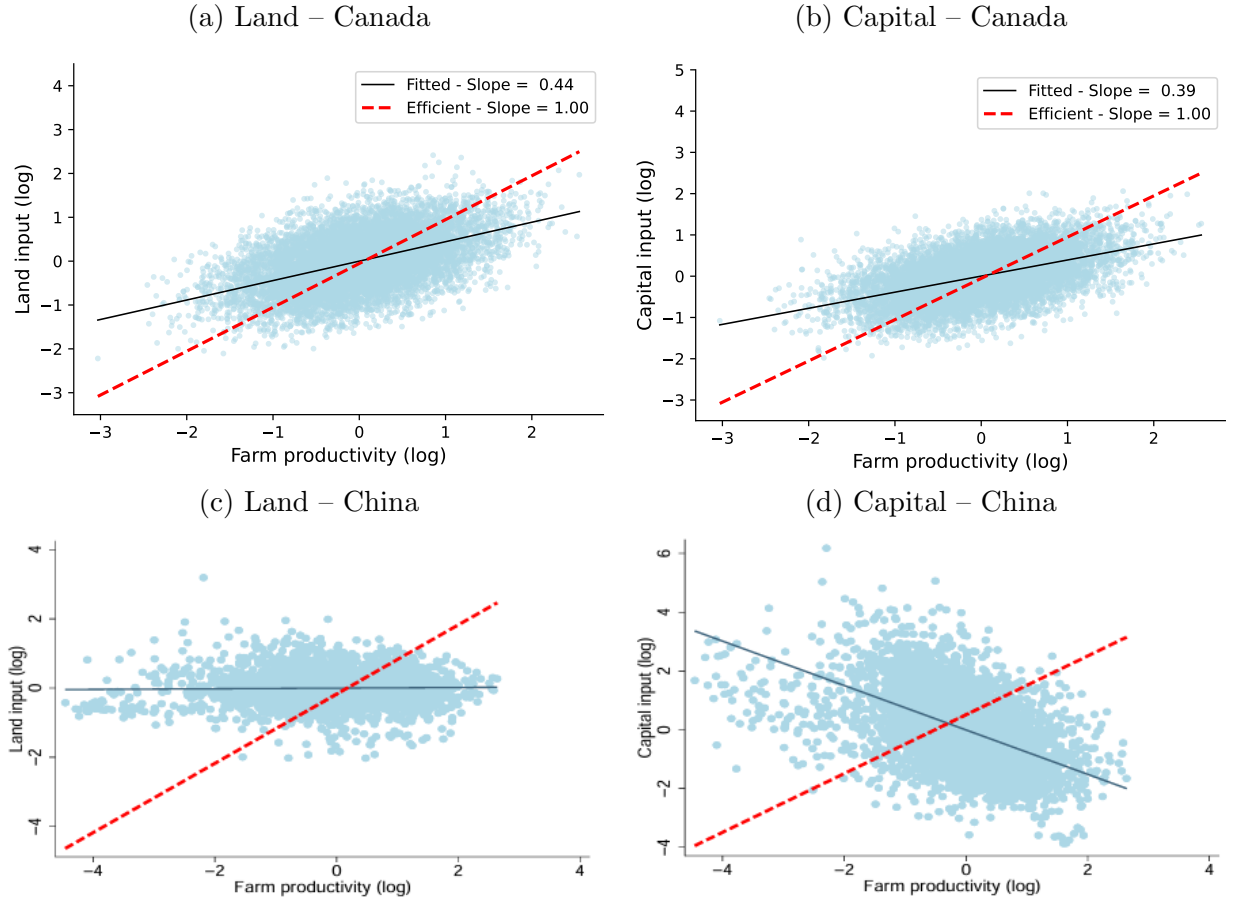 (a) Land – Canada
4
3
2
1
0
−1
−2
−3
Land input (log)
−3 −2 −1 0 1 2
Farm productivity (log)
Fitted - Slope = 0.44
Efficient - Slope = 1.00
(b) Capital – Canada
5
4
3
2
1
0
−1
−2
−3
Capital input (log)
−3 −2 −1 0 1 2
Farm productivity (log)
Fitted - Slope = 0.39
Efficient - Slope = 1.00
(c) Land – China
4
2
0
−2
−4
Land input (log)
−4 −2 0 2 4
Farm productivity (log)
(d) Capital – China
6
4
2
0
−2
−4
Capital input (log)
−4 −2 0 2 4
Farm productivity (log)